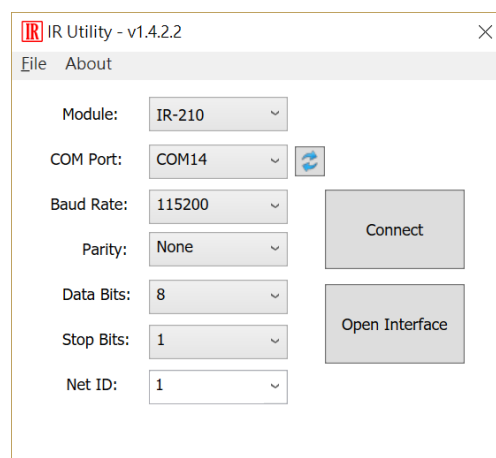 IR IR Utility - v1.4.2.2
File About
Module: IR-210
COM Port: COM14
Baud Rate: 115200
Connect
Parity: None
Data Bits: 8
Open Interface
Stop Bits: 1
Net ID: 1